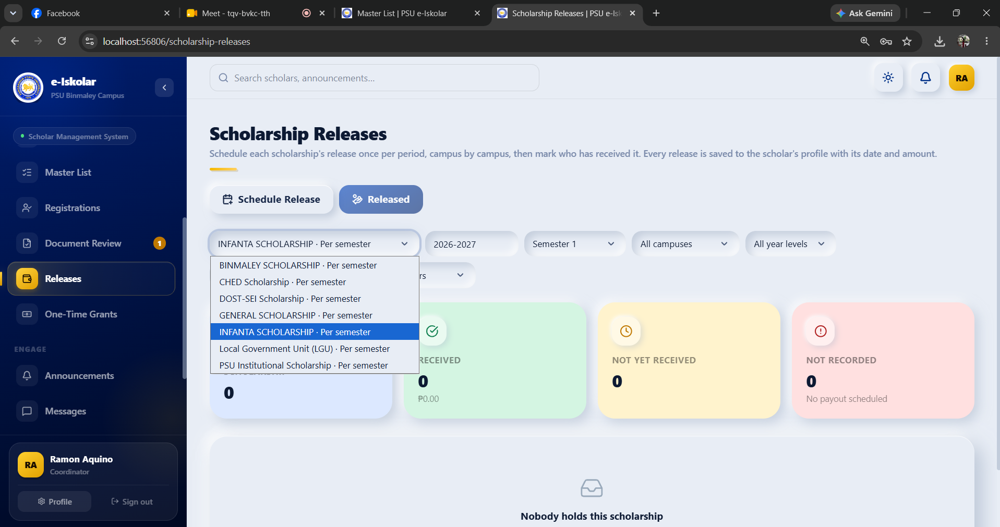 Facebook
Meet - tqv-bvkc-tth
Master List | PSU e-Iskolar
Scholarship Releases | PSU e-Isk
Ask Gemini
localhost:56806/scholarship-releases
e-Iskolar
PSU Binmaley Campus
Scholar Management System
Master List
Registrations
Document Review
1
Releases
One-Time Grants
ENGAGE
Announcements
Messages
RA
Ramon Aquino
Coordinator
Profile
Sign out
Search scholars, announcements...
RA
Scholarship Releases
Schedule each scholarship's release once per period, campus by campus, then mark who has received it. Every release is saved to the scholar's profile with its date and amount.
Schedule Release
Released
INFANTA SCHOLARSHIP · Per semester
2026-2027
Semester 1
All campuses
All year levels
rs
BINMALEY SCHOLARSHIP · Per semester
CHED Scholarship · Per semester
DOST-SEI Scholarship · Per semester
GENERAL SCHOLARSHIP · Per semester
INFANTA SCHOLARSHIP · Per semester
Local Government Unit (LGU) · Per semester
PSU Institutional Scholarship · Per semester
0
RECEIVED
0
₱0.00
NOT YET RECEIVED
0
NOT RECORDED
0
No payout scheduled
Nobody holds this scholarship